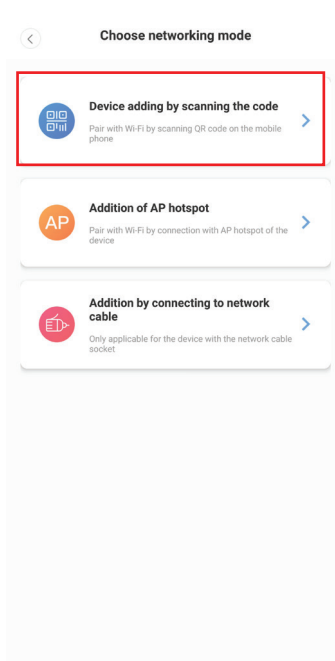 Choose networking mode
Device adding by scanning the code
Pair with Wi-Fi by scanning QR code on the mobile
phone
AP
Addition of AP hotspot
Pair with Wi-Fi by connection with AP hotspot of the
device
Addition by connecting to network
cable
Only applicable for the device with the network cable
socket